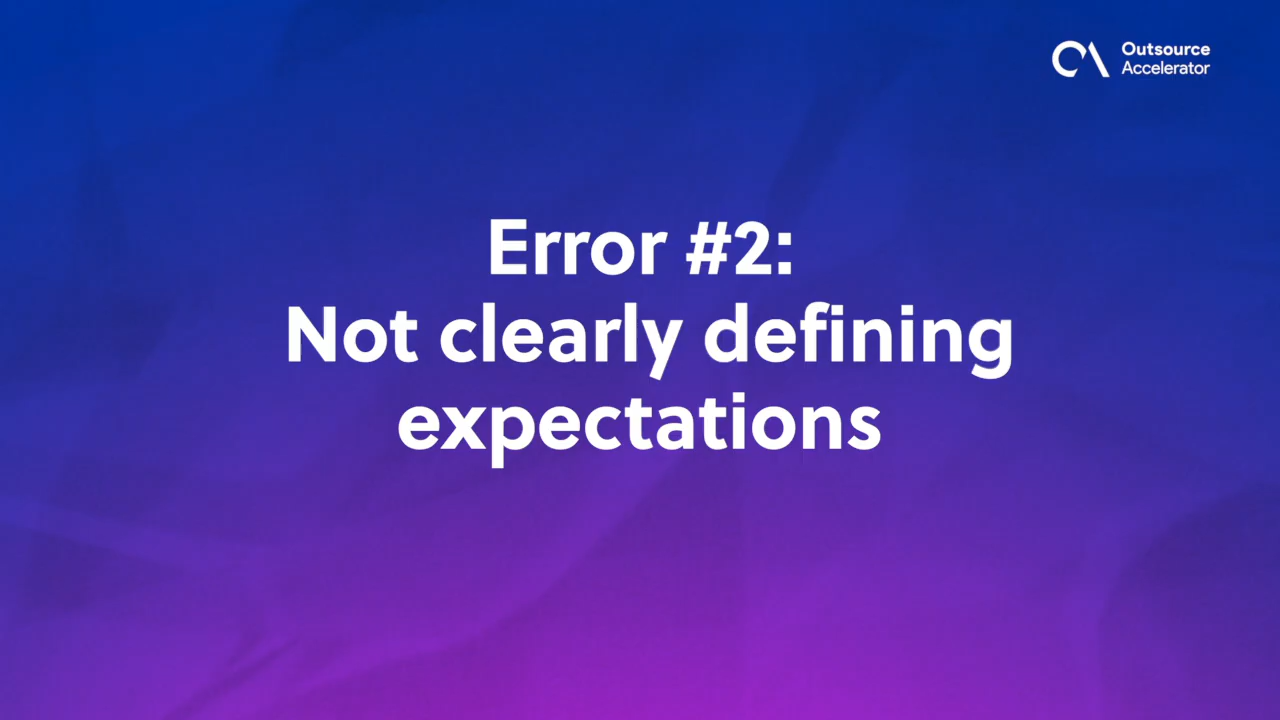 Outsource
Accelerator
Error #2:
Not clearly defining
expectations